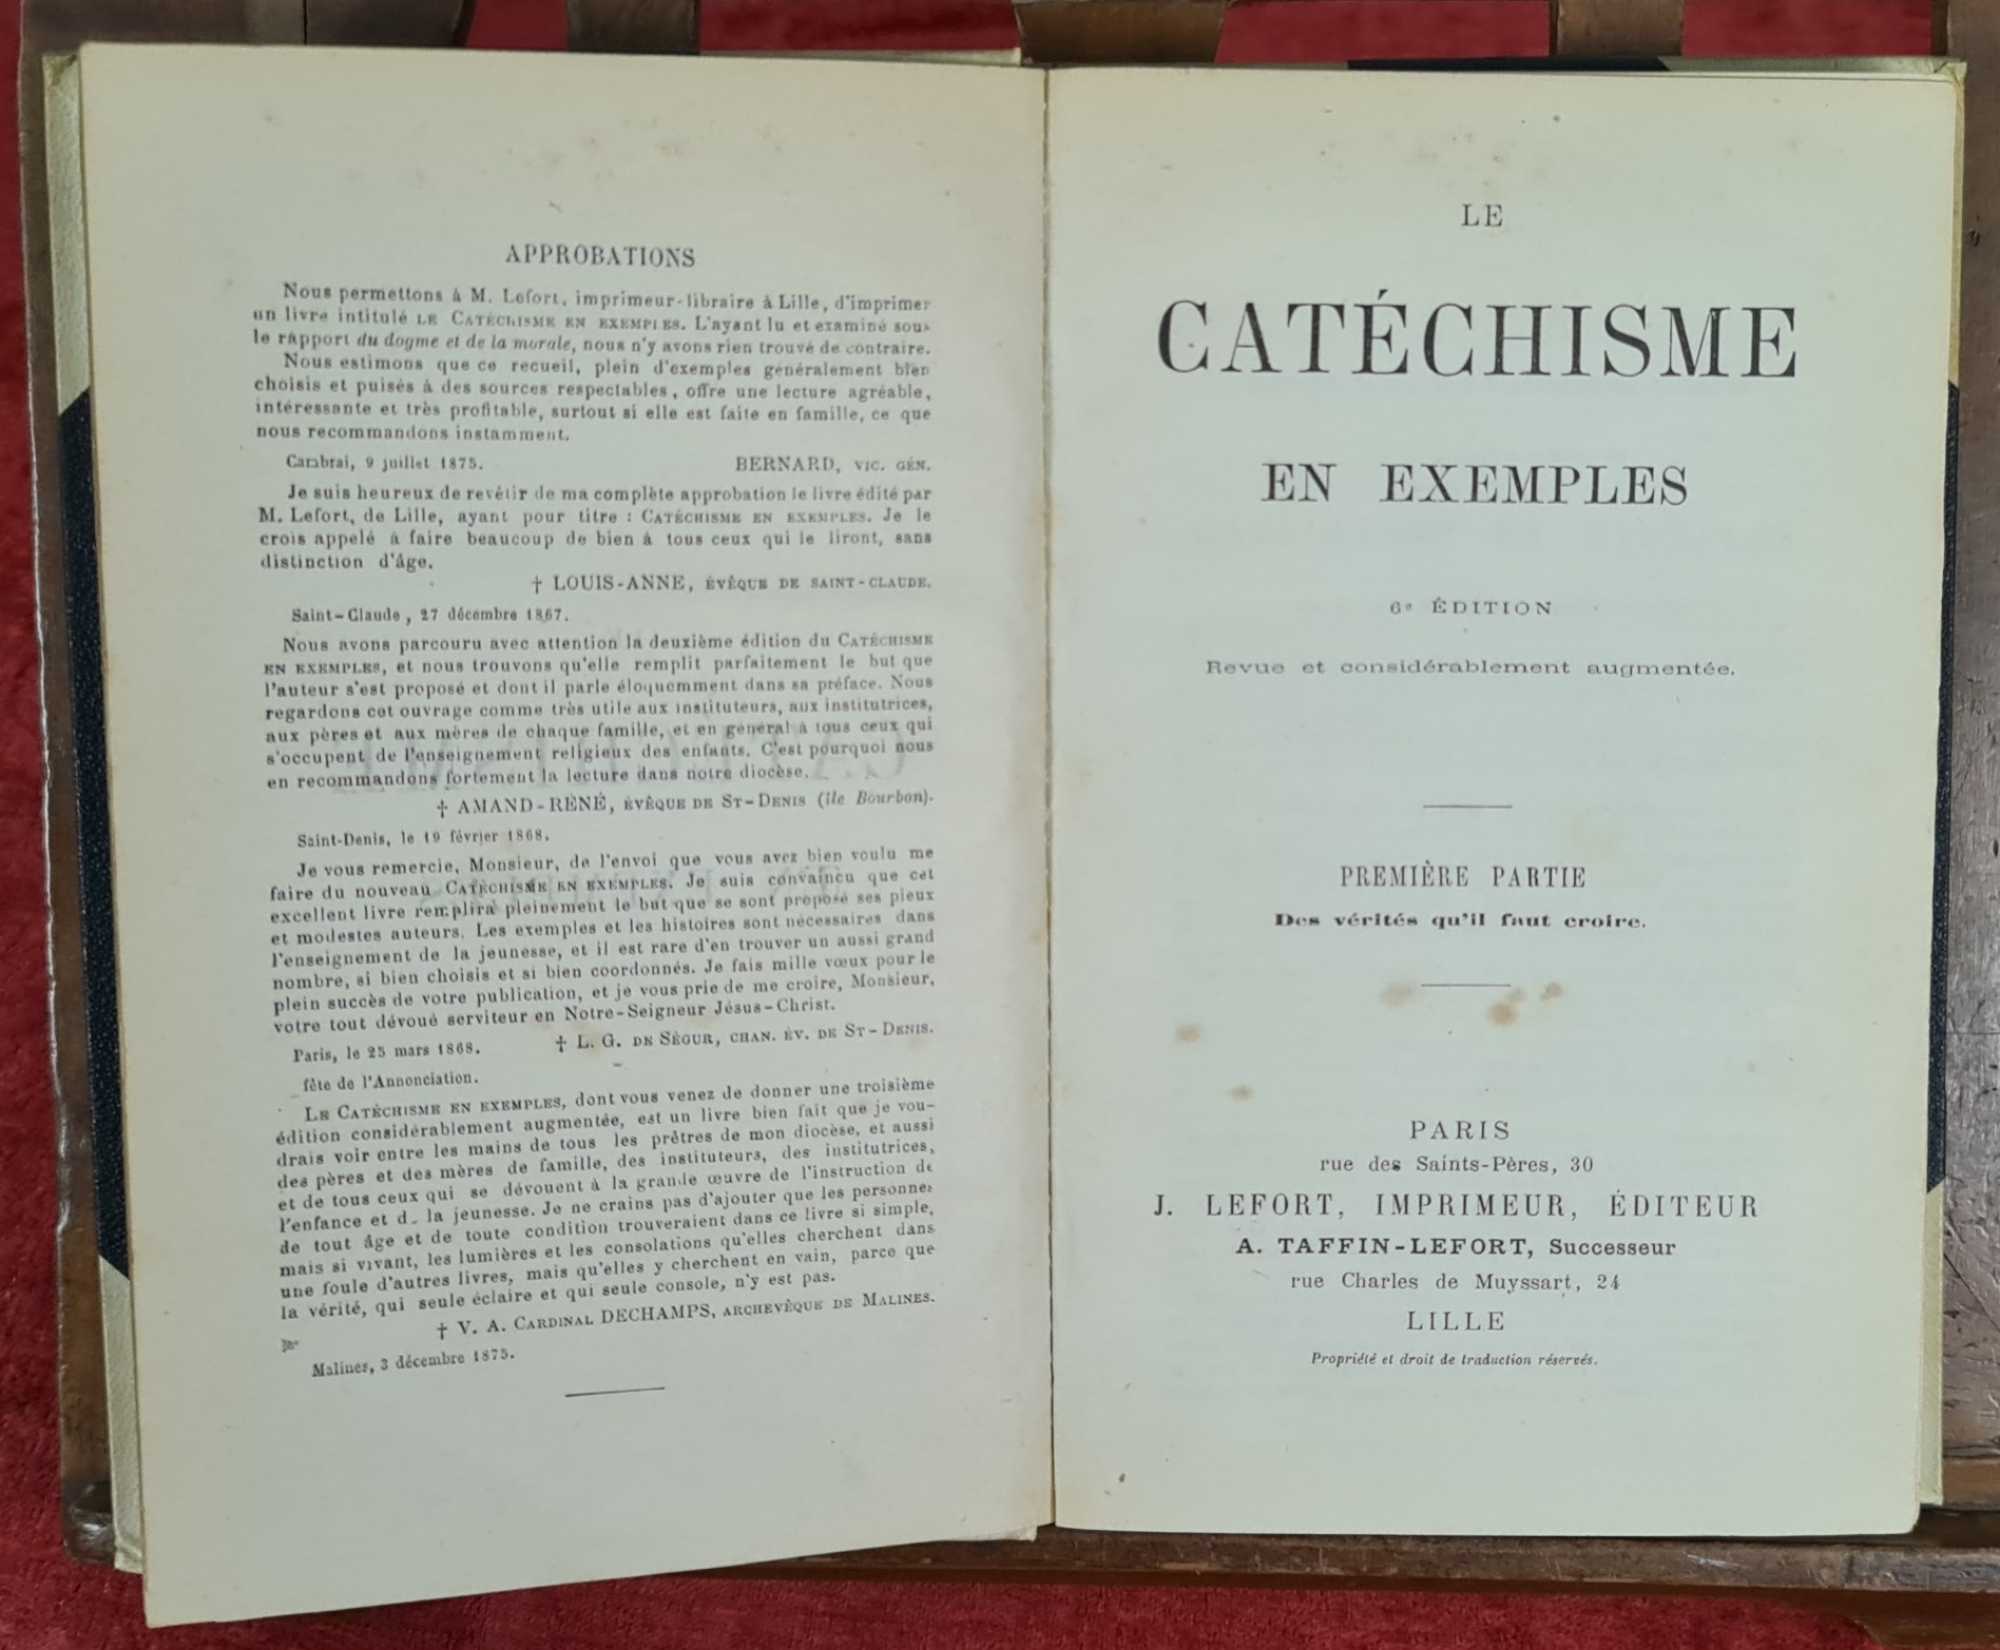 APPROBATIONS
Nous permettons à M. Lefort, imprimeur-libraire à Lille, d'imprimer
un livre intitulé LE CATÉCHISME EN EXEMPLES. L'ayant lu et examiné sous
le rapport du dogme et de la morale, nous n'y avons rien trouvé de contraire.
Nous estimons que ce recueil, plein d'exemples généralement bien
choisis et puisés à des sources respectables, offre une lecture agréable,
intéressante et très profitable, surtout si elle est faite en famille, ce que
nous recommandons instamment.
Cambrai, 9 juillet 1875. BERNARD, VIC. GÉN.
Je suis heureux de revêtir de ma complète approbation le livre édité par
M. Lefort, de Lille, ayant pour titre : CATÉCHISME EN EXEMPLES. Je le
crois appelé à faire beaucoup de bien à tous ceux qui le liront, sans
distinction d'âge.
† LOUIS-ANNE, ÉVÊQUE DE SAINT-CLAUDE.
Saint-Claude, 27 décembre 1867.
Nous avons parcouru avec attention la deuxième édition du CATÉCHISME
EN EXEMPLES, et nous trouvons qu'elle remplit parfaitement le but que
l'auteur s'est proposé et dont il parle éloquemment dans sa préface. Nous
regardons cet ouvrage comme très utile aux instituteurs, aux institutrices,
aux pères et aux mères de chaque famille, et en général à tous ceux qui
s'occupent de l'enseignement religieux des enfants. C'est pourquoi nous
en recommandons fortement la lecture dans notre diocèse.
† AMAND-RÈNÉ, ÉVÊQUE DE ST-DENIS (île Bourbon).
Saint-Denis, le 19 février 1868.
Je vous remercie, Monsieur, de l'envoi que vous avez bien voulu me
faire du nouveau CATÉCHISME EN EXEMPLES. Je suis convaincu que cet
excellent livre remplira pleinement le but que se sont proposé ses pieux
et modestes auteurs. Les exemples et les histoires sont nécessaires dans
l'enseignement de la jeunesse, et il est rare d'en trouver un aussi grand
nombre, si bien choisis et si bien coordonnés. Je fais mille vœux pour le
plein succès de votre publication, et je vous prie de me croire, Monsieur,
votre tout dévoué serviteur en Notre-Seigneur Jésus-Christ.
Paris, le 25 mars 1868. † L. G. DE SÉGUR, CHAN. ÉV. DE ST-DENIS.
fête de l'Annonciation.
LE CATÉCHISME EN EXEMPLES, dont vous venez de donner une troisième
édition considérablement augmentée, est un livre bien fait que je vou-
drais voir entre les mains de tous les prêtres de mon diocèse, et aussi
des pères et des mères de famille, des instituteurs, des institutrices,
et de tous ceux qui se dévouent à la grande œuvre de l'instruction de
l'enfance et d. la jeunesse. Je ne crains pas d'ajouter que les personnes
de tout âge et de toute condition trouveraient dans ce livre si simple,
mais si vivant, les lumières et les consolations qu'elles cherchent dans
une foule d'autres livres, mais qu'elles y cherchent en vain, parce que
la vérité, qui seule éclaire et qui seule console, n'y est pas.
† V. A. CARDINAL DECHAMPS, ARCHEVÊQUE DE MALINES.
Malines, 3 décembre 1875.
LE
CATÉCHISME
EN EXEMPLES
6e ÉDITION
Revue et considérablement augmentée.
PREMIÈRE PARTIE
Des vérités qu'il faut croire.
PARIS
rue des Saints-Pères, 30
J. LEFORT, IMPRIMEUR, ÉDITEUR
A. TAFFIN-LEFORT, Successeur
rue Charles de Muyssart, 24
LILLE
Propriété et droit de traduction réservés.